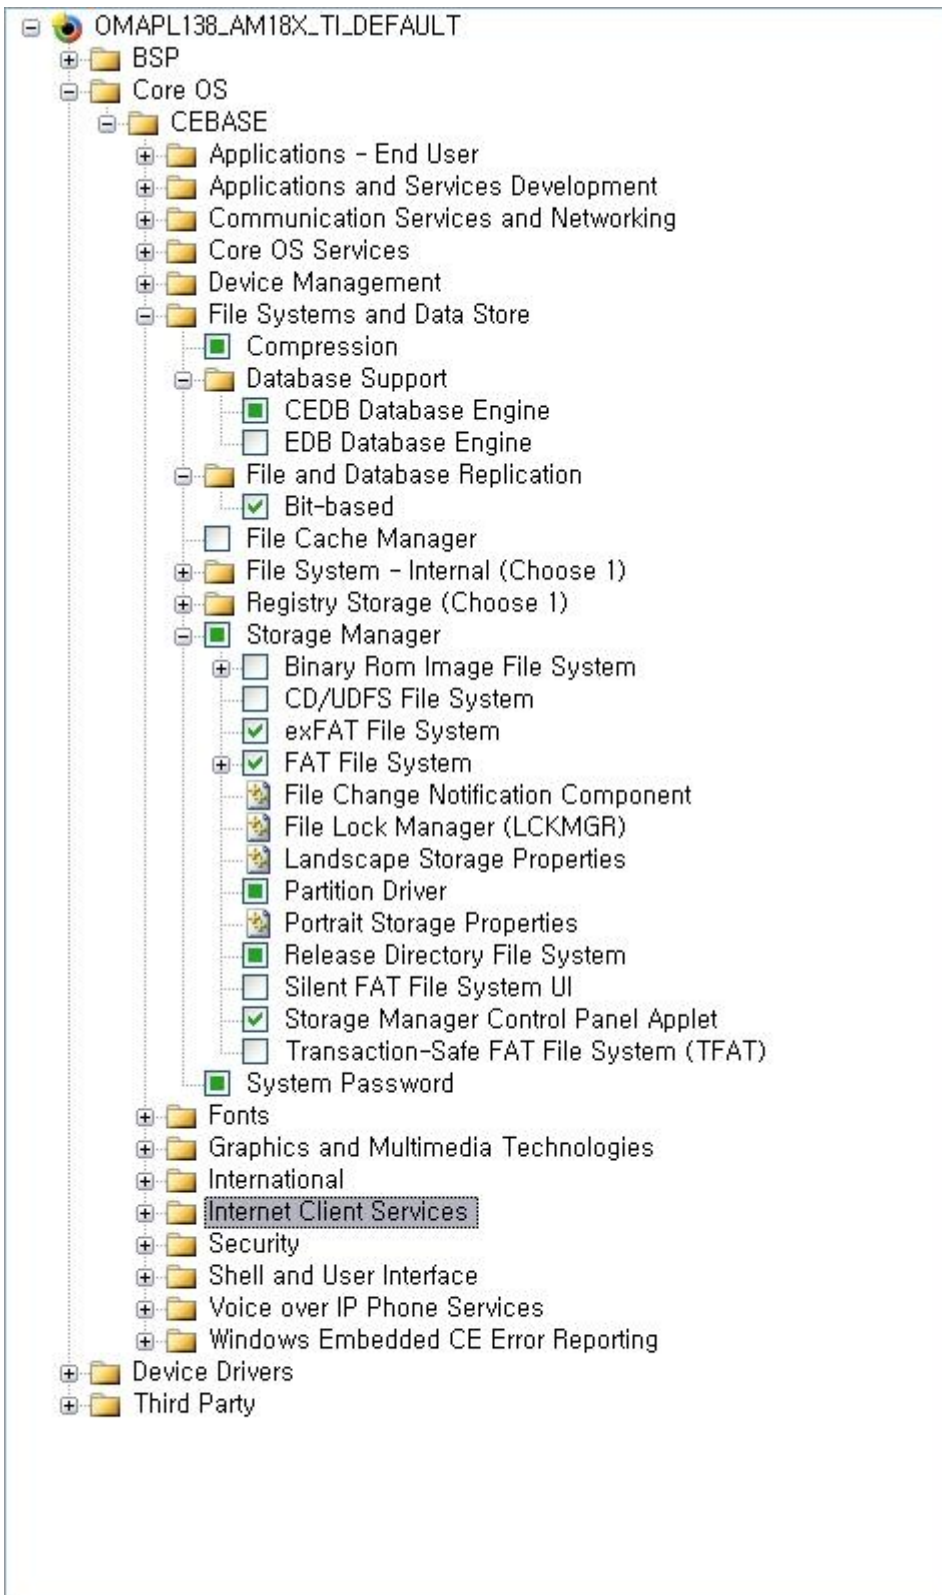 OMAPL138_AM18X_TI_DEFAULT
BSP
Core OS
CEBASE
Applications - End User
Applications and Services Development
Communication Services and Networking
Core OS Services
Device Management
File Systems and Data Store
Compression
Database Support
CEDB Database Engine
EDB Database Engine
File and Database Replication
Bit-based
File Cache Manager
File System - Internal (Choose 1)
Registry Storage (Choose 1)
Storage Manager
Binary Rom Image File System
CD/UDFS File System
exFAT File System
FAT File System
File Change Notification Component
File Lock Manager (LCKMGR)
Landscape Storage Properties
Partition Driver
Portrait Storage Properties
Release Directory File System
Silent FAT File System UI
Storage Manager Control Panel Applet
Transaction-Safe FAT File System (TFAT)
System Password
Fonts
Graphics and Multimedia Technologies
International
Internet Client Services
Security
Shell and User Interface
Voice over IP Phone Services
Windows Embedded CE Error Reporting
Device Drivers
Third Party